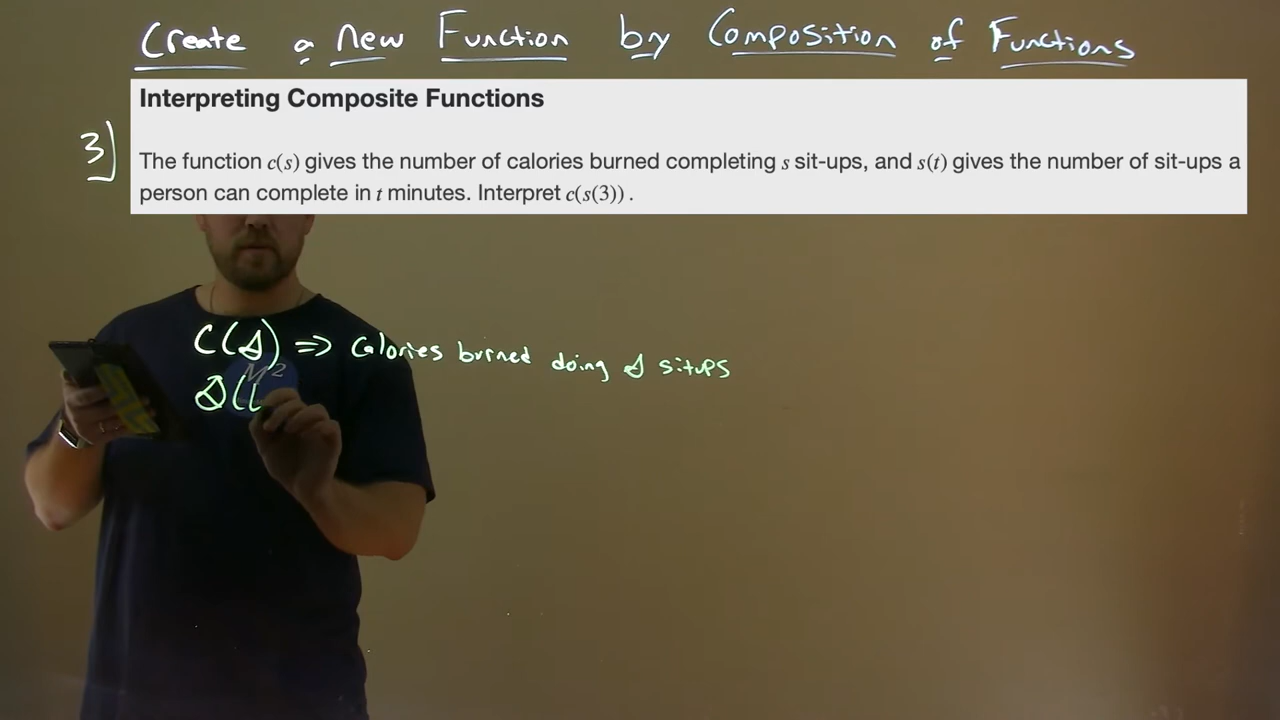 Create a New Function by Composition of Functions
Interpreting Composite Functions
3]
The function c(s) gives the number of calories burned completing s sit-ups, and s(t) gives the number of sit-ups a
person can complete in t minutes. Interpret c(s(3)).
C(s) => Calories burned doing s situps
M²
s(t